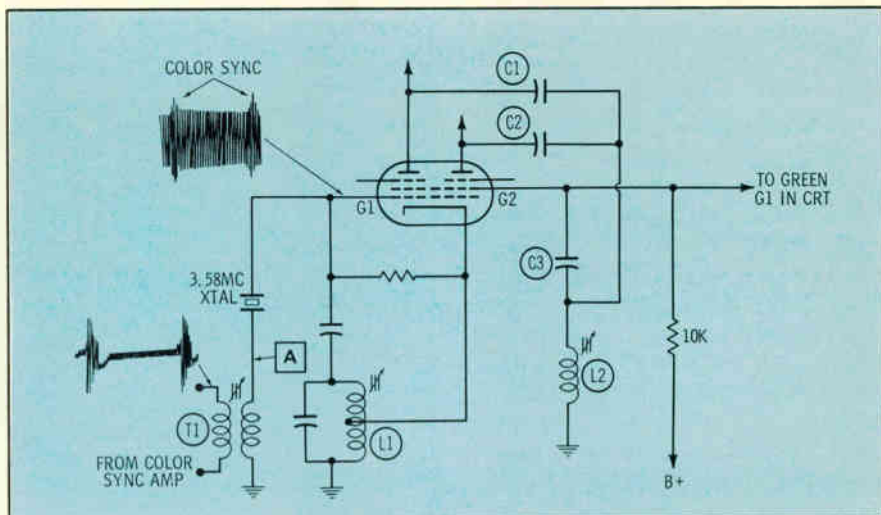 COLOR SYNC
C1
C2
TO GREEN
G1 IN CRT
G1
G2
C3
3.58MC
XTAL
10K
A
L2
T1
L1
FROM COLOR
SYNC AMP
B+